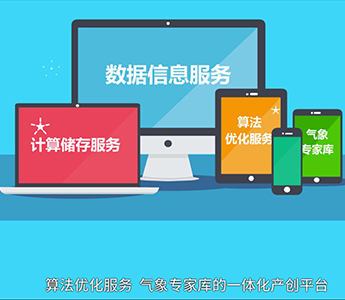 数据信息服务
计算储存服务
算法
优化服务
气象
专家库
算法优化服务 气象专家库的一体化产创平台